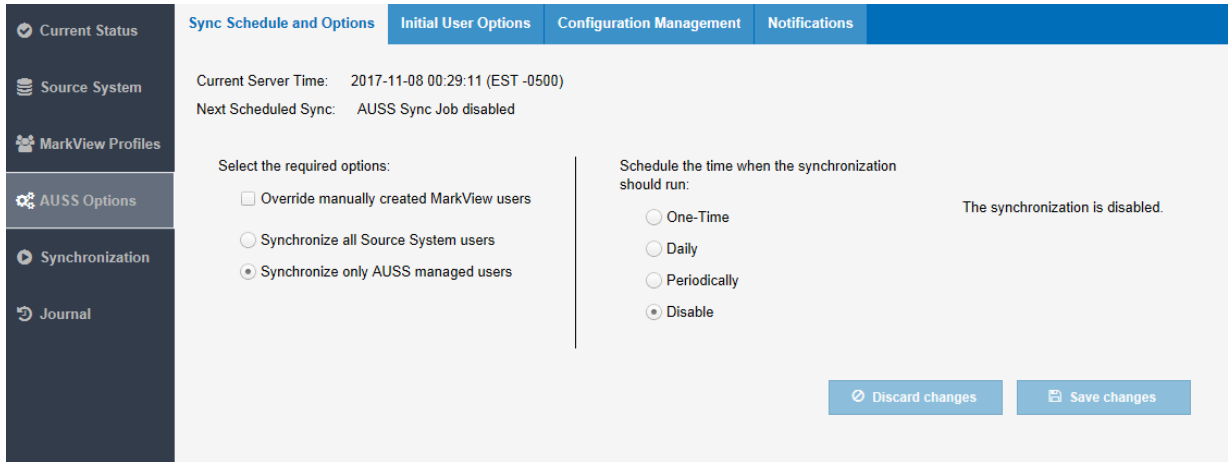 Current Status
Source System
MarkView Profiles
AUSS Options
Synchronization
Journal
Sync Schedule and Options
Initial User Options
Configuration Management
Notifications
Current Server Time: 2017-11-08 00:29:11 (EST -0500)
Next Scheduled Sync: AUSS Sync Job disabled
Select the required options:
Override manually created MarkView users
Synchronize all Source System users
Synchronize only AUSS managed users
Schedule the time when the synchronization
should run:
One-Time
Daily
Periodically
Disable
The synchronization is disabled.
Discard changes
Save changes